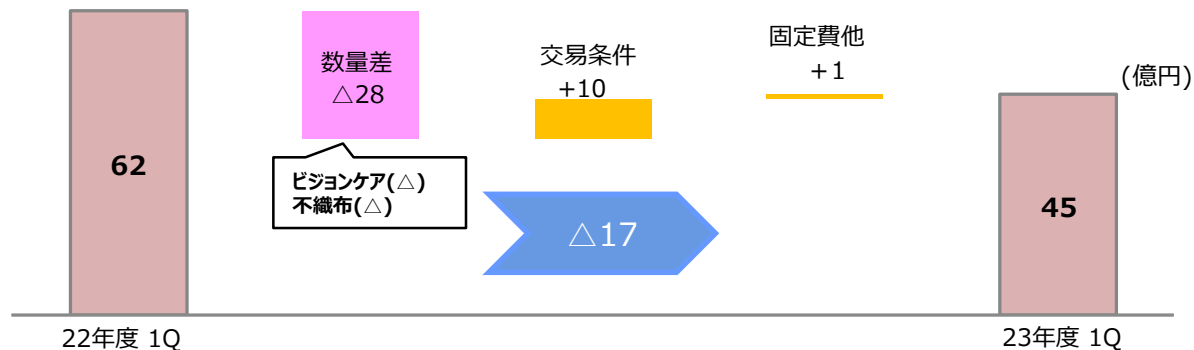 数量差
△28
交易条件
+10
固定費他
＋1
(億円)
62
ビジョンケア(△)
不織布(△)
△17
45
22年度 1Q
23年度 1Q